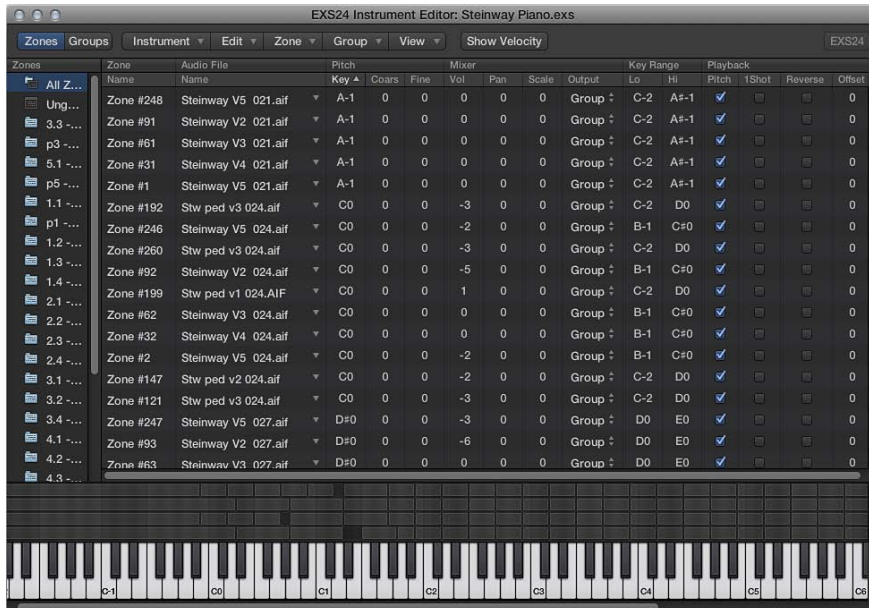 EXS24 Instrument Editor: Steinway Piano.exs
Zones Groups Instrument Edit Zone Group View Show Velocity EXS24
Zones Zone Audio File Pitch Mixer Key Range Playback
Name Name Key Coars Fine Vol Pan Scale Output Lo Hi Pitch 1Shot Reverse Offset
All Z...
Ung...
3.3 -...
p3 -...
5.1 -...
p5 -...
1.1 -...
p1 -...
1.2 -...
1.3 -...
1.4 -...
2.1 -...
2.2 -...
2.3 -...
2.4 -...
3.1 -...
3.2 -...
3.4 -...
4.1 -...
4.2 -...
4.3 -...
Zone #248 Steinway V5 021.aif A-1 0 0 0 0 0 Group C-2 A#-1 0
Zone #91 Steinway V2 021.aif A-1 0 0 0 0 0 Group C-2 A#-1 0
Zone #61 Steinway V3 021.aif A-1 0 0 0 0 0 Group C-2 A#-1 0
Zone #31 Steinway V4 021.aif A-1 0 0 0 0 0 Group C-2 A#-1 0
Zone #1 Steinway V5 021.aif A-1 0 0 0 0 0 Group C-2 A#-1 0
Zone #192 Stw ped v3 024.aif C0 0 0 -3 0 0 Group C-2 D0 0
Zone #246 Steinway V5 024.aif C0 0 0 -2 0 0 Group B-1 C#0 0
Zone #260 Stw ped v3 024.aif C0 0 0 -3 0 0 Group C-2 D0 0
Zone #92 Steinway V2 024.aif C0 0 0 -5 0 0 Group B-1 C#0 0
Zone #199 Stw ped v1 024.AIF C0 0 0 1 0 0 Group C-2 D0 0
Zone #62 Steinway V3 024.aif C0 0 0 0 0 0 Group B-1 C#0 0
Zone #32 Steinway V4 024.aif C0 0 0 0 0 0 Group B-1 C#0 0
Zone #2 Steinway V5 024.aif C0 0 0 -2 0 0 Group B-1 C#0 0
Zone #147 Stw ped v2 024.aif C0 0 0 -2 0 0 Group C-2 D0 0
Zone #121 Stw ped v3 024.aif C0 0 0 -3 0 0 Group C-2 D0 0
Zone #247 Steinway V5 027.aif D#0 0 0 -3 0 0 Group D0 E0 0
Zone #93 Steinway V2 027.aif D#0 0 0 -6 0 0 Group D0 E0 0
Zone #63 Steinway V3 027.aif D#0 0 0 0 0 0 Group D0 E0 0
C-1 C0 C1 C2 C3 C4 C5 C6